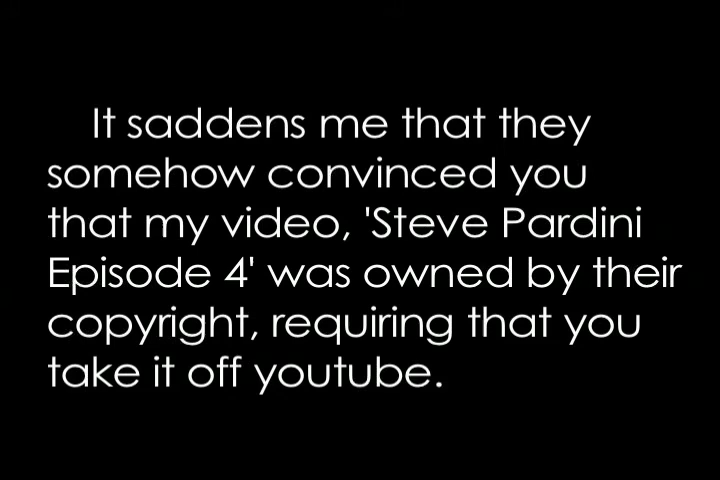 It saddens me that they
somehow convinced you
that my video, 'Steve Pardini
Episode 4' was owned by their
copyright, requiring that you
take it off youtube.